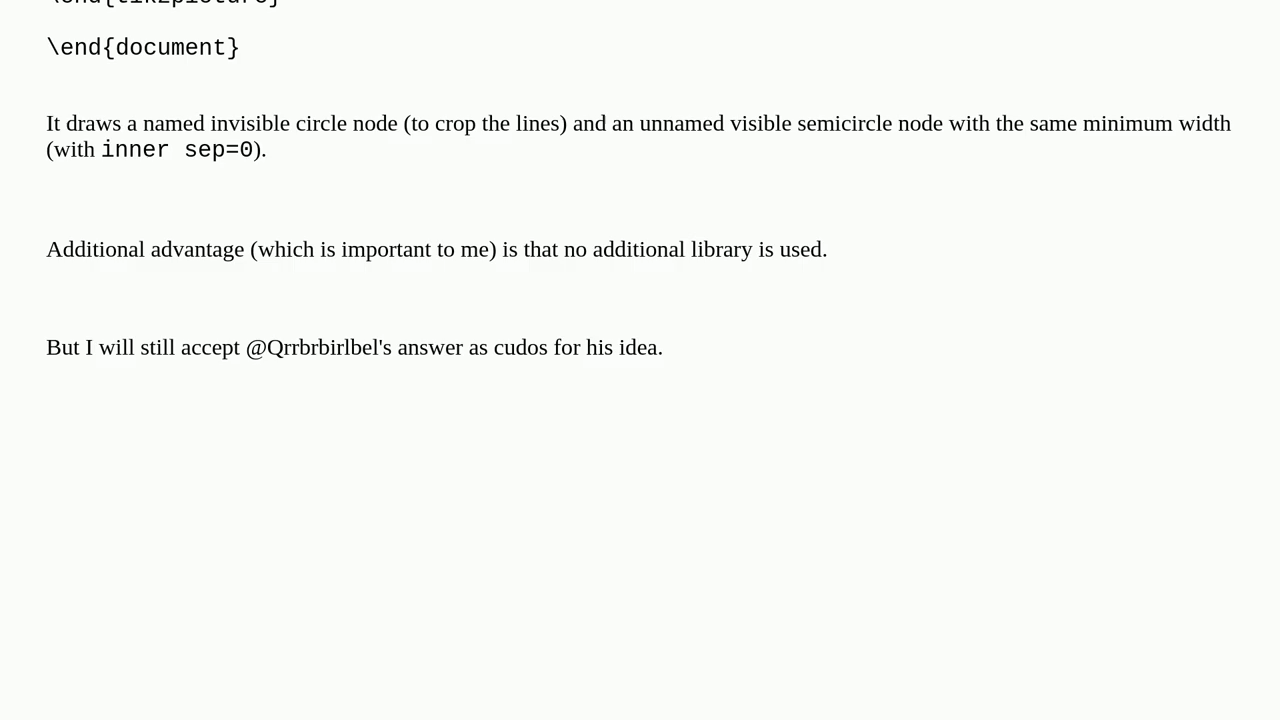 \end{tikzpicture}
\end{document}
It draws a named invisible circle node (to crop the lines) and an unnamed visible semicircle node with the same minimum width
(with inner sep=0).
Additional advantage (which is important to me) is that no additional library is used.
But I will still accept @Qrrbrbirlbel's answer as cudos for his idea.